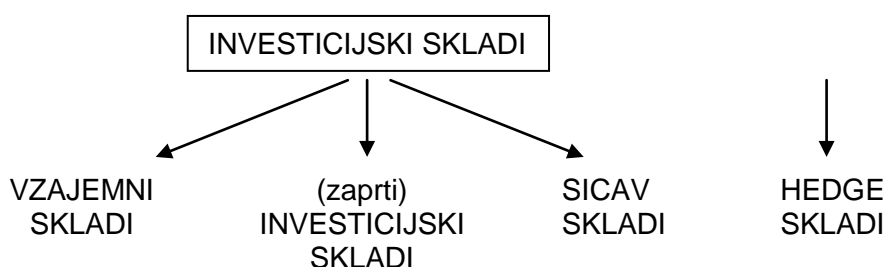 INVESTICIJSKI SKLADI
VZAJEMNI
SKLADI
(zaprti)
INVESTICIJSKI
SKLADI
SICAV
SKLADI
HEDGE
SKLADI